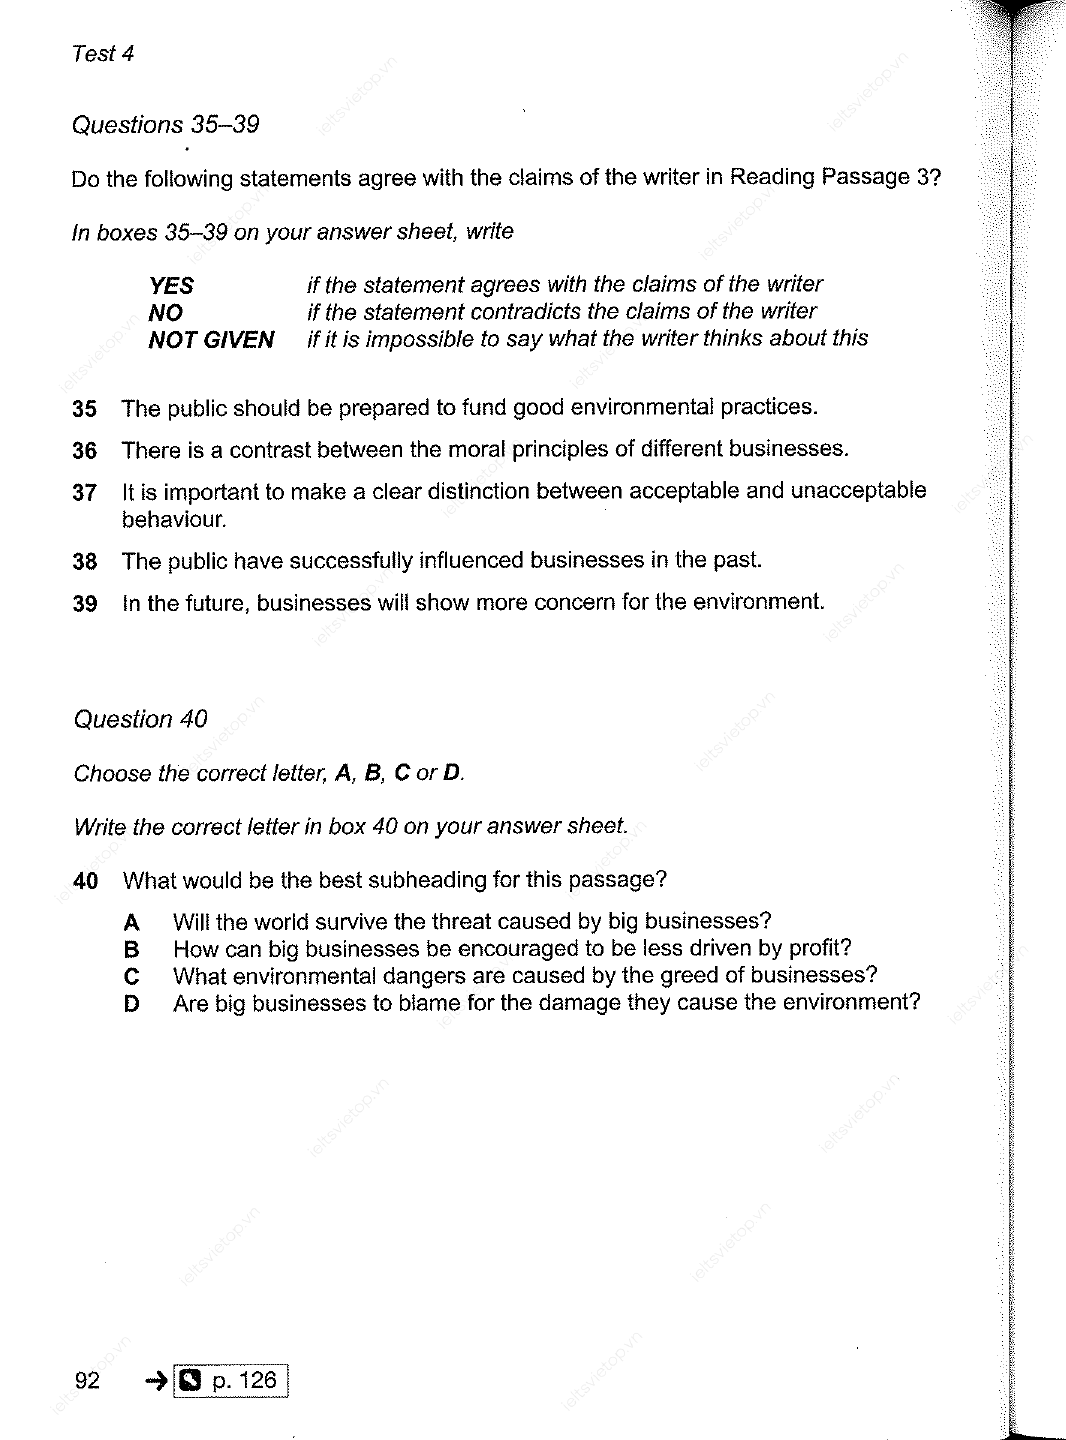 Test 4
Questions 35–39
Do the following statements agree with the claims of the writer in Reading Passage 3?
In boxes 35–39 on your answer sheet, write
YES if the statement agrees with the claims of the writer
NO if the statement contradicts the claims of the writer
NOT GIVEN if it is impossible to say what the writer thinks about this
35 The public should be prepared to fund good environmental practices.
36 There is a contrast between the moral principles of different businesses.
37 It is important to make a clear distinction between acceptable and unacceptable
behaviour.
38 The public have successfully influenced businesses in the past.
39 In the future, businesses will show more concern for the environment.
Question 40
Choose the correct letter, A, B, C or D.
Write the correct letter in box 40 on your answer sheet.
40 What would be the best subheading for this passage?
A Will the world survive the threat caused by big businesses?
B How can big businesses be encouraged to be less driven by profit?
C What environmental dangers are caused by the greed of businesses?
D Are big businesses to blame for the damage they cause the environment?
92 → p. 126
ieltsvietop.vn